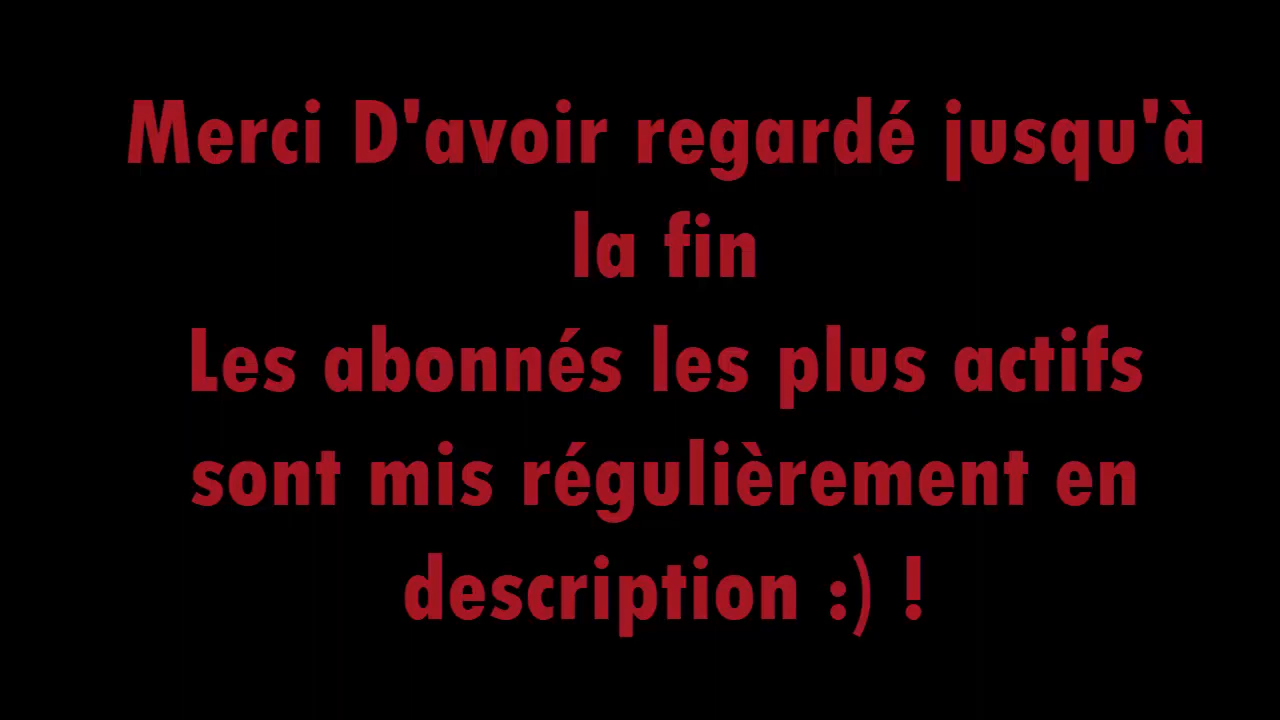 Merci D'avoir regardé jusqu'à
la fin
Les abonnés les plus actifs
sont mis régulièrement en
description :) !